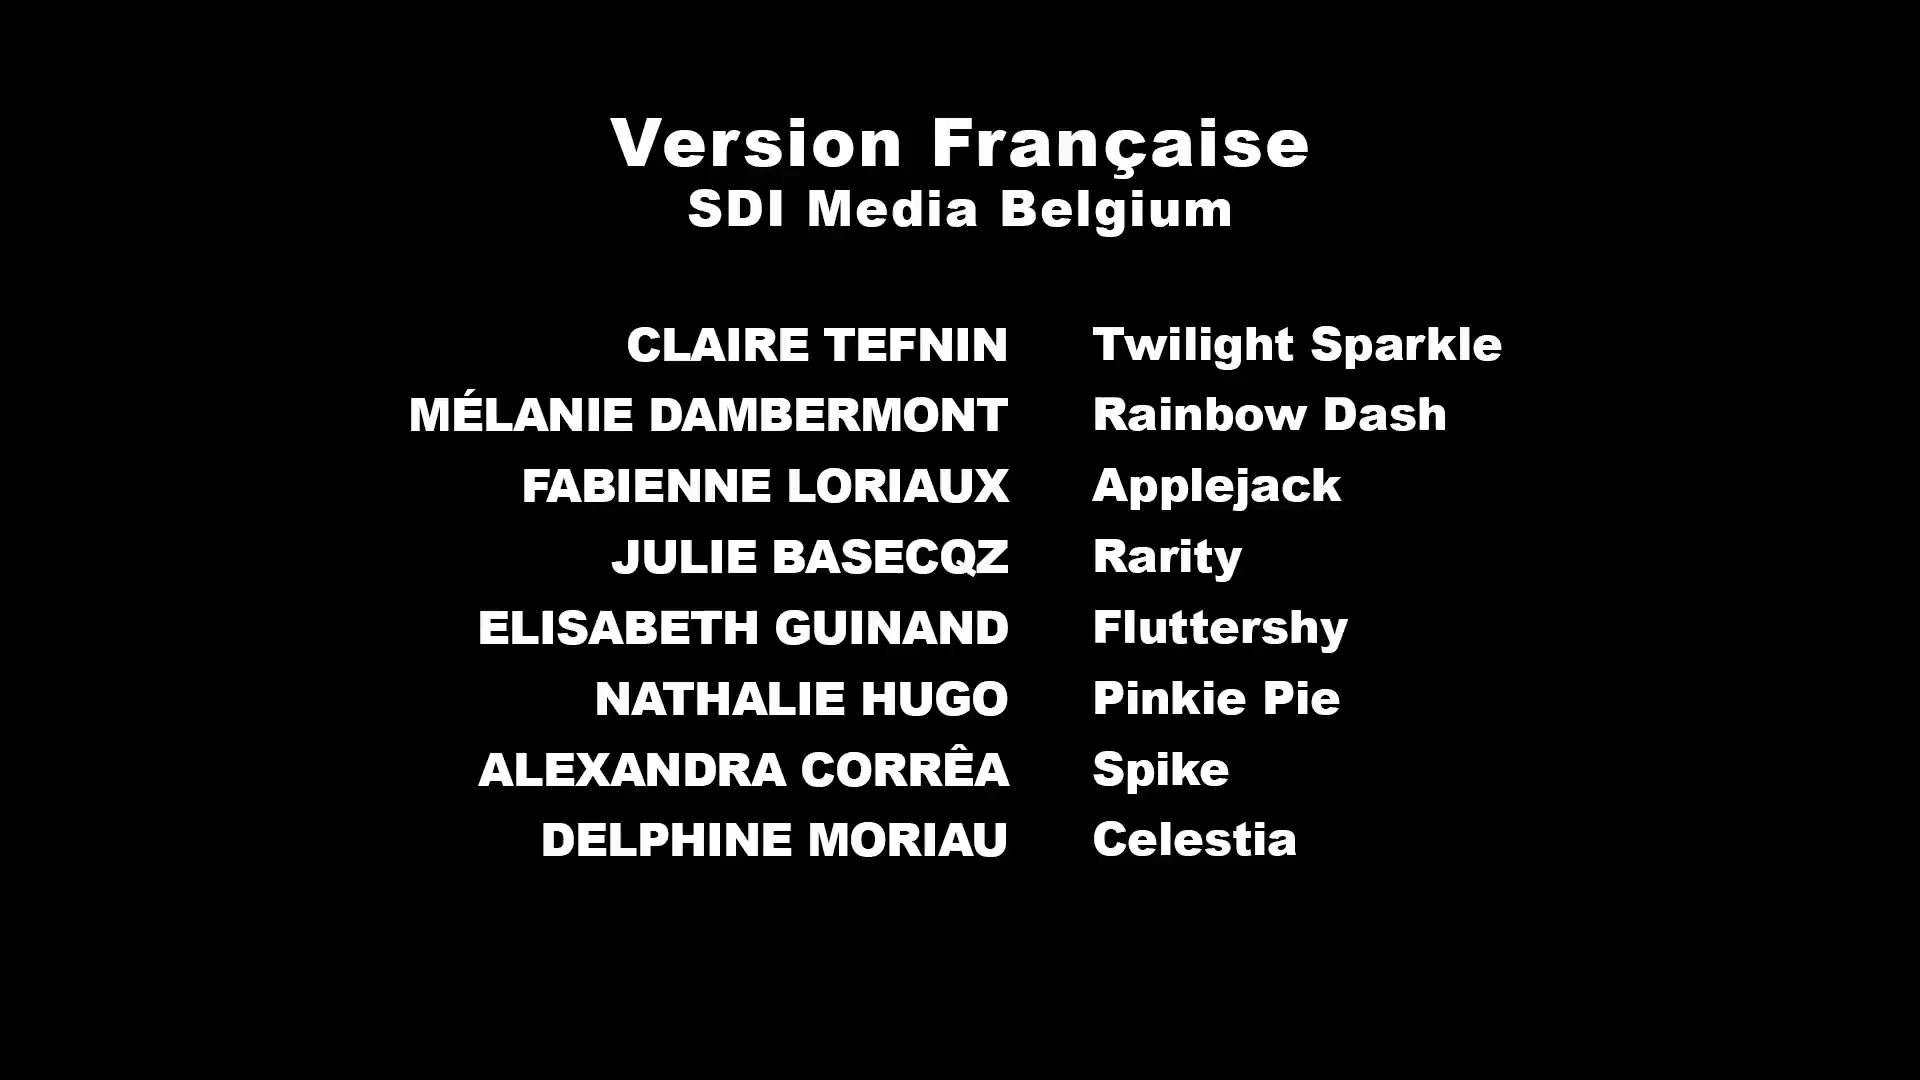 Version Française
SDI Media Belgium
CLAIRE TEFNIN Twilight Sparkle
MÉLANIE DAMBERMONT Rainbow Dash
FABIENNE LORIAUX Applejack
JULIE BASECQZ Rarity
ELISABETH GUINAND Fluttershy
NATHALIE HUGO Pinkie Pie
ALEXANDRA CORRÊA Spike
DELPHINE MORIAU Celestia